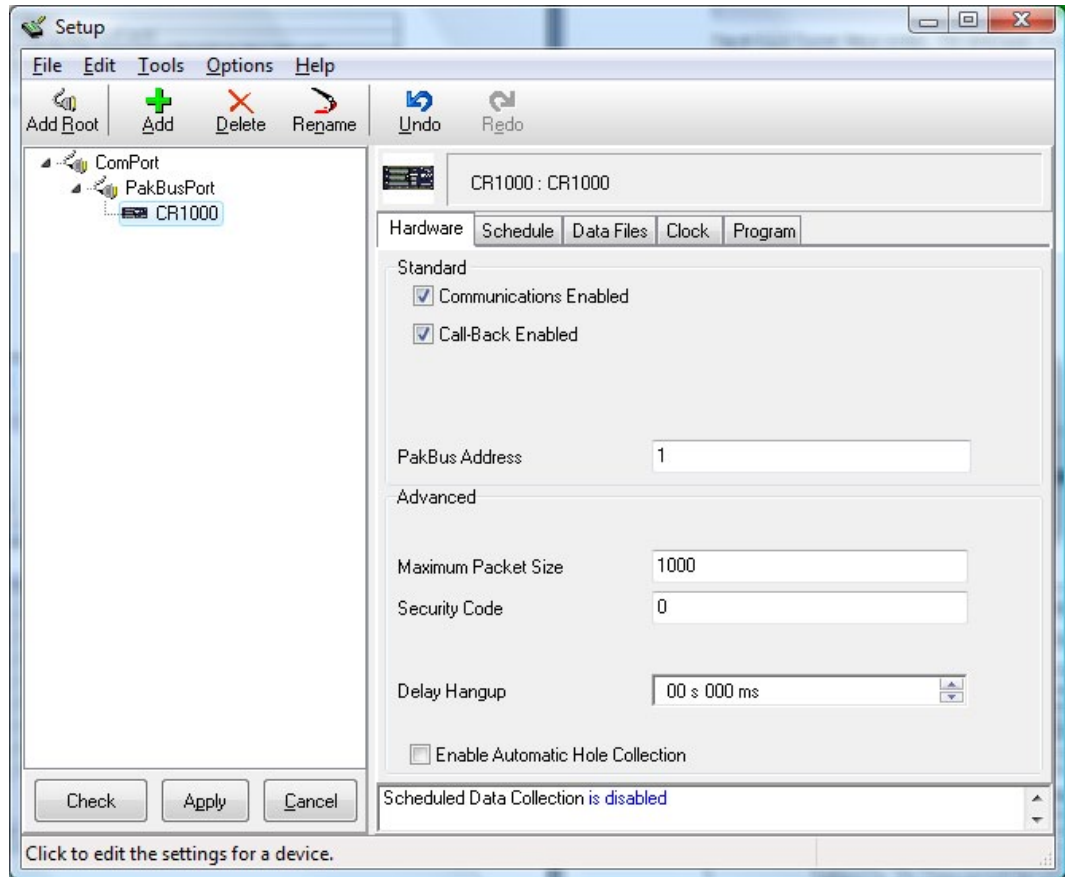 Setup
File Edit Tools Options Help
Add Root Add Delete Rename Undo Redo
ComPort
PakBusPort
CR1000
CR1000 : CR1000
Hardware Schedule Data Files Clock Program
Standard
Communications Enabled
Call-Back Enabled
PakBus Address 1
Advanced
Maximum Packet Size 1000
Security Code 0
Delay Hangup 00 s 000 ms
Enable Automatic Hole Collection
Check Apply Cancel
Scheduled Data Collection is disabled
Click to edit the settings for a device.